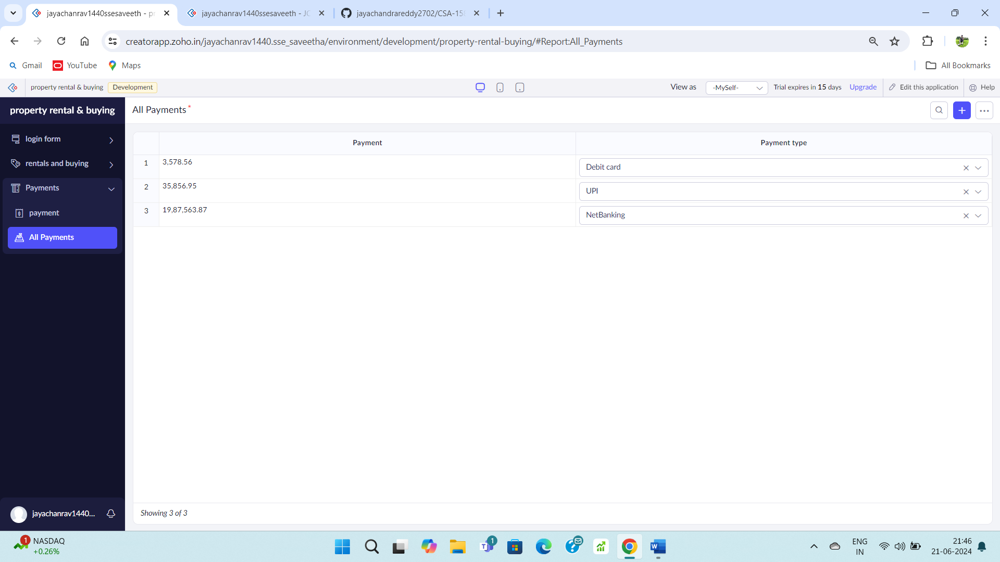 jayachanrav1440ssesaveeth - pr
jayachanrav1440ssesaveeth - JC
jayachandrareddy2702/CSA-158
creatorapp.zoho.in/jayachanrav1440.sse_saveetha/environment/development/property-rental-buying/#Report:All_Payments
Gmail YouTube Maps All Bookmarks
property rental & buying Development View as -MySelf- Trial expires in 15 days Upgrade Edit this application Help
property rental & buying
All Payments *
login form
rentals and buying
Payments
payment
All Payments
Payment Payment type
1 3,578.56 Debit card
2 35,856.95 UPI
3 19,87,563.87 NetBanking
Showing 3 of 3
jayachanrav1440...
1 NASDAQ
+0.26%
1
ENG
IN
21:46
21-06-2024